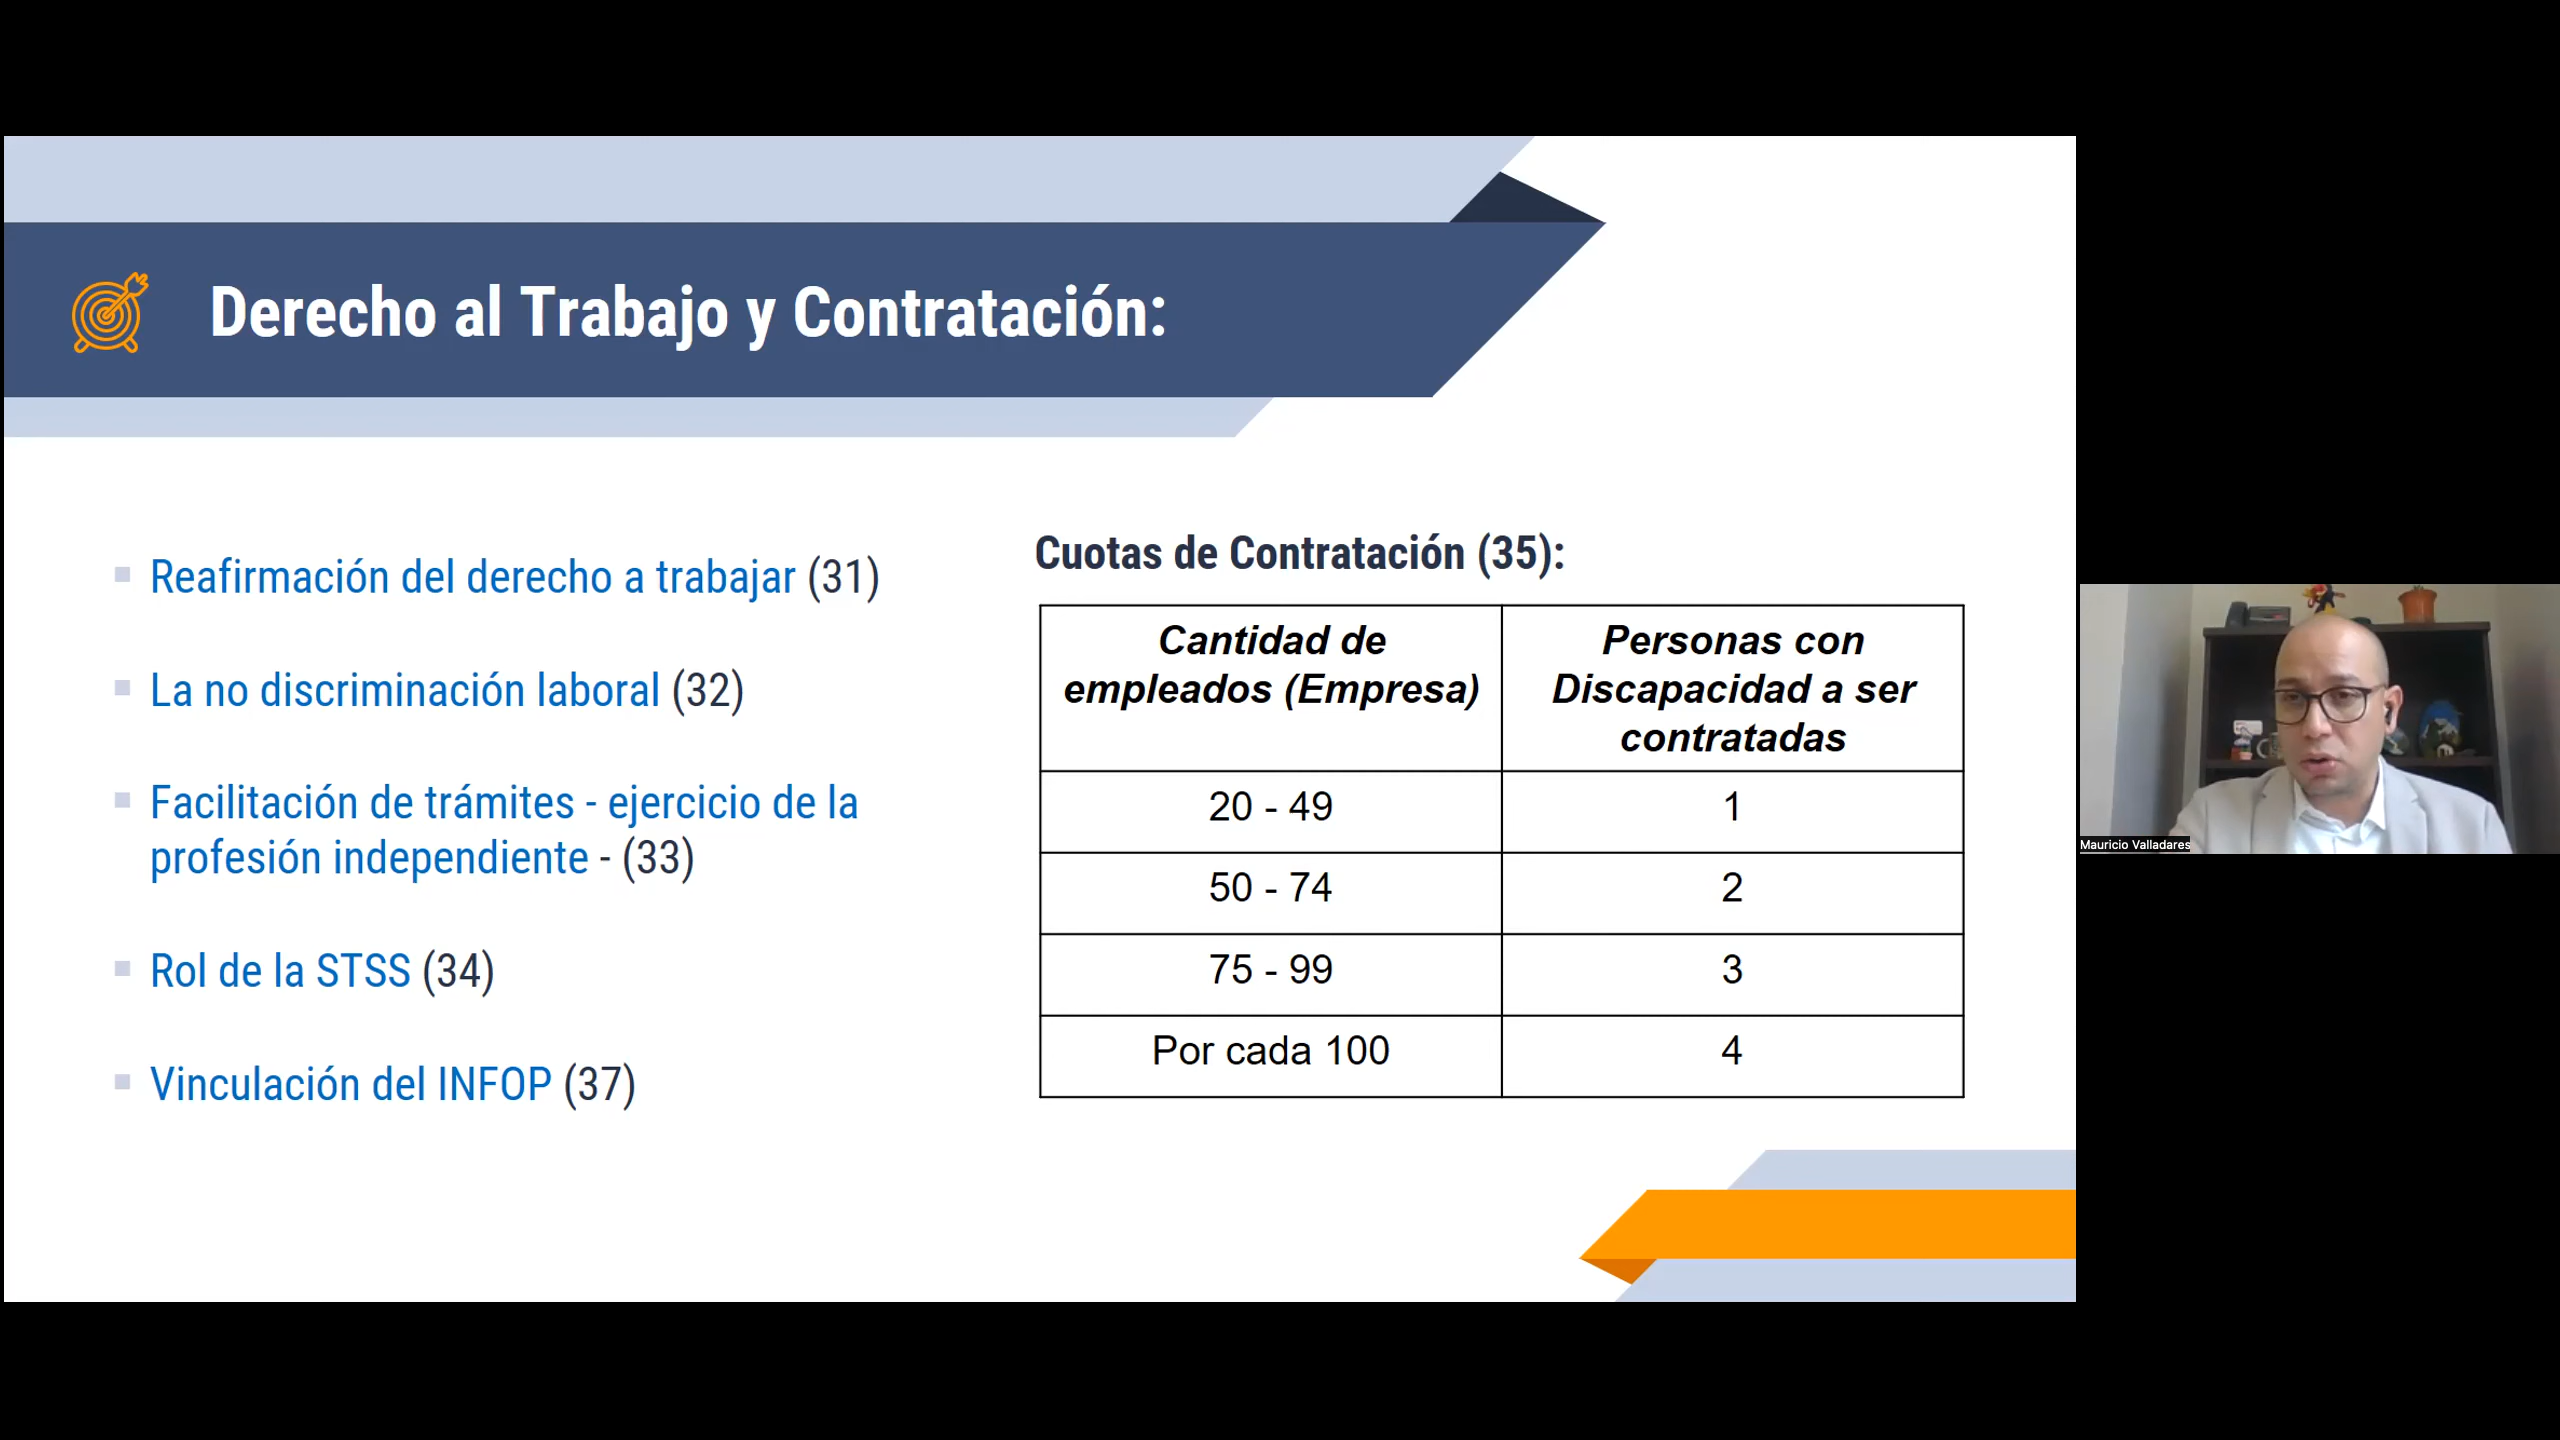 Derecho al Trabajo y Contratación:
Reafirmación del derecho a trabajar (31)
La no discriminación laboral (32)
Facilitación de trámites - ejercicio de la
profesión independiente - (33)
Rol de la STSS (34)
Vinculación del INFOP (37)
Cuotas de Contratación (35):
Cantidad de
empleados (Empresa)
Personas con
Discapacidad a ser
contratadas
20 - 49
1
50 - 74
2
75 - 99
3
Por cada 100
4
Mauricio Valladares